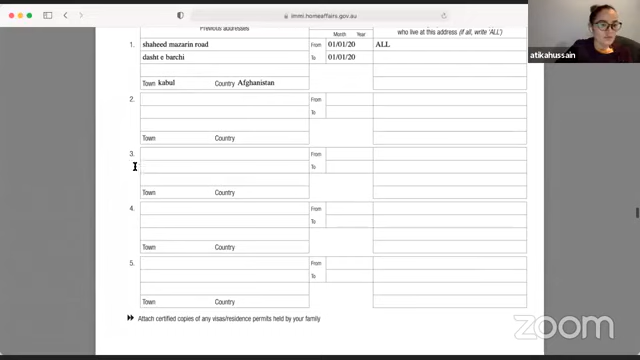 immi.homeaffairs.gov.au
Previous addresses
Month Year
who live at this address (if all, write 'ALL')
1. shaheed mazarin road From 01/01/20 ALL
dasht e barchi To 01/01/20
Town kabul Country Afghanistan
2. From
To
Town Country
3. From
To
Town Country
4. From
To
Town Country
5. From
To
Town Country
Attach certified copies of any visas/residence permits held by your family
atikahussain
zoom